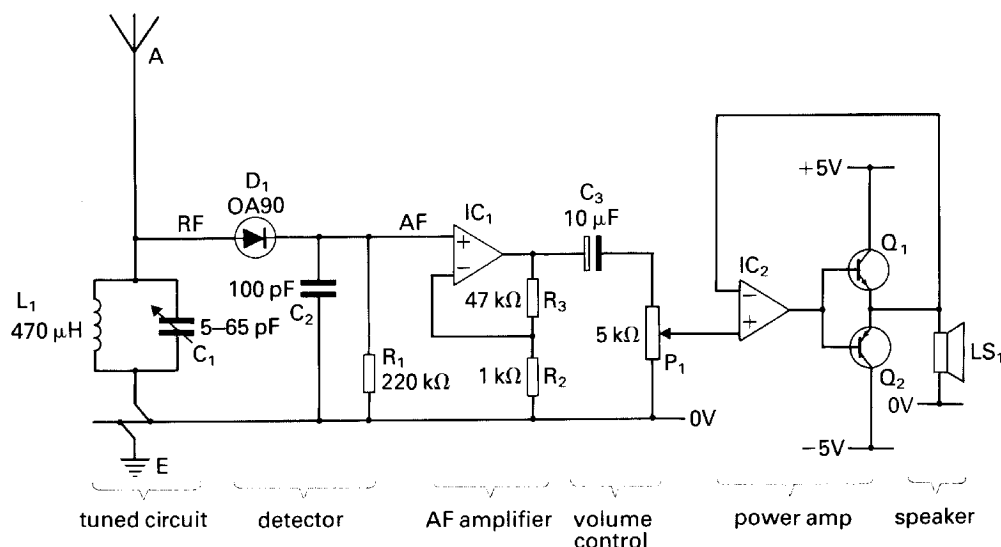 A
RF
D₁
OA90
AF
IC₁
+
−
C₃
10 μF
+5V
Q₁
IC₂
−
+
Q₂
LS₁
0V
−5V
L₁
470 μH
5–65 pF
C₁
100 pF
C₂
R₁
220 kΩ
47 kΩ R₃
1 kΩ R₂
5 kΩ
P₁
0V
E
tuned circuit
detector
AF amplifier
volume
control
power amp
speaker